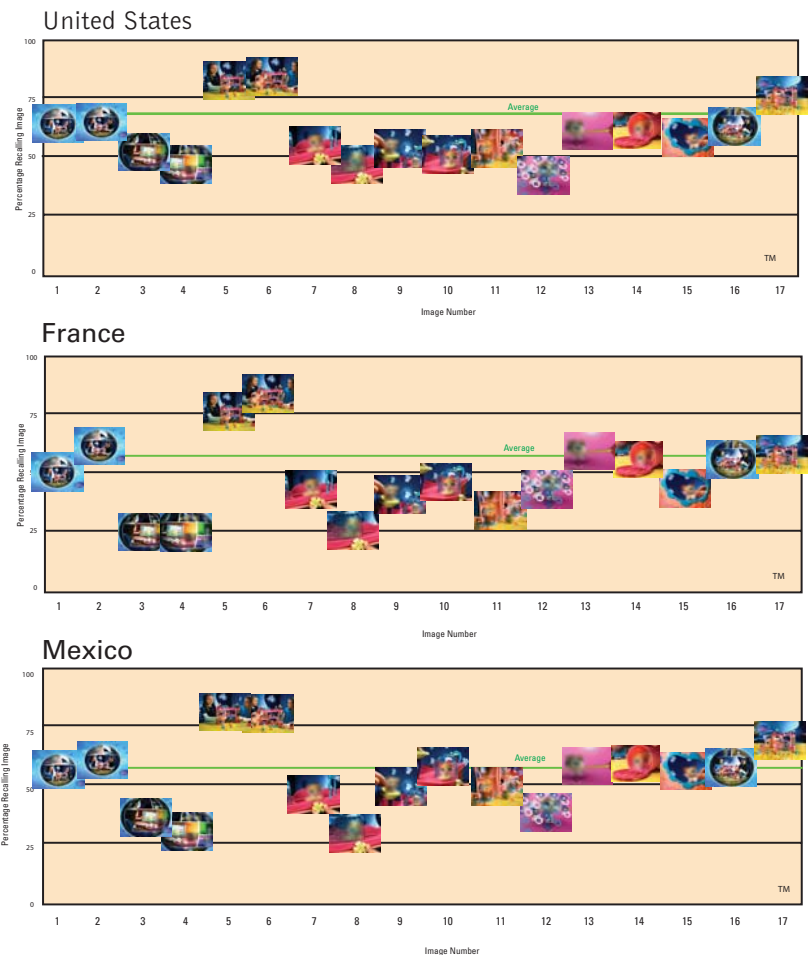 United States
100
75
50
25
0
Percentage Recalling Image
Average
TM
1 2 3 4 5 6 7 8 9 10 11 12 13 14 15 16 17
Image Number
France
100
75
25
0
Percentage Recalling Image
Average
TM
1 2 3 4 5 6 7 8 9 10 11 12 13 14 15 16 17
Image Number
Mexico
100
75
50
25
0
Percentage Recalling Image
Average
TM
1 2 3 4 5 6 7 8 9 10 11 12 13 14 15 16 17
Image Number